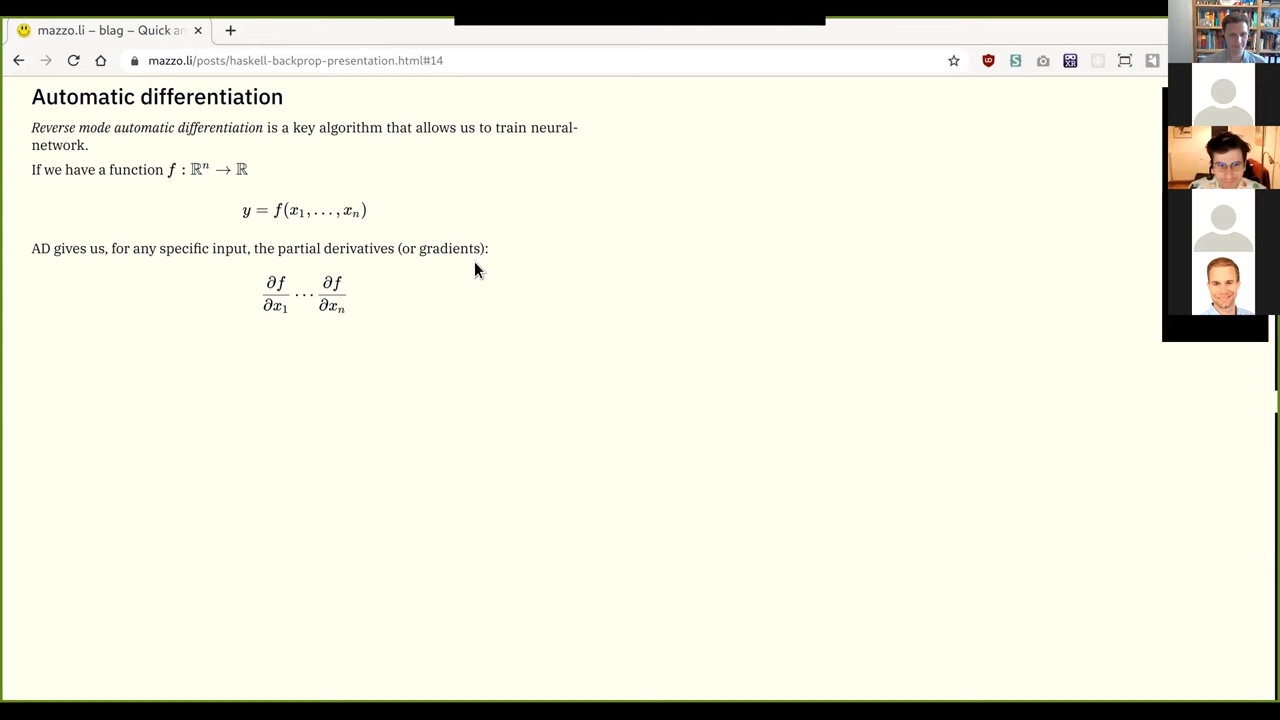 mazzo.li – blag – Quick an
mazzo.li/posts/haskell-backprop-presentation.html#14
Automatic differentiation
Reverse mode automatic differentiation is a key algorithm that allows us to train neural-
network.
If we have a function f : ℝⁿ → ℝ
y = f(x₁, …, xₙ)
AD gives us, for any specific input, the partial derivatives (or gradients):
∂f/∂x₁ ⋯ ∂f/∂xₙ